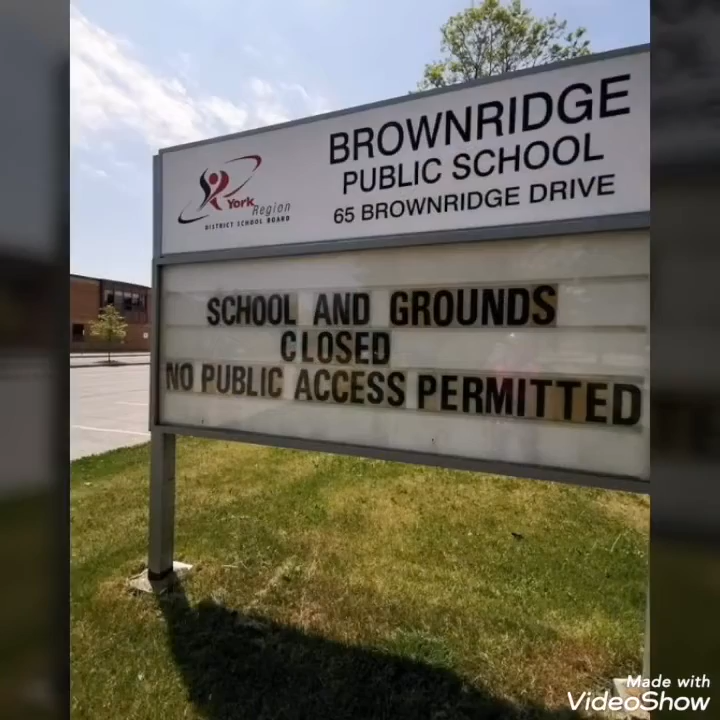 BROWNRIDGE
PUBLIC SCHOOL
65 BROWNRIDGE DRIVE
York Region
DISTRICT SCHOOL BOARD
SCHOOL AND GROUNDS
CLOSED
NO PUBLIC ACCESS PERMITTED
Made with
VideoShow